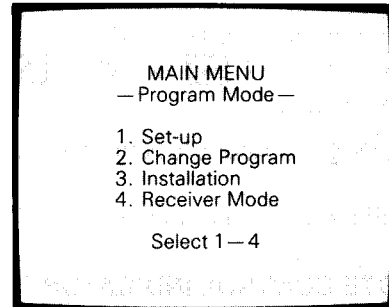 MAIN MENU
—Program Mode—
1. Set-up
2. Change Program
3. Installation
4. Receiver Mode
Select 1—4